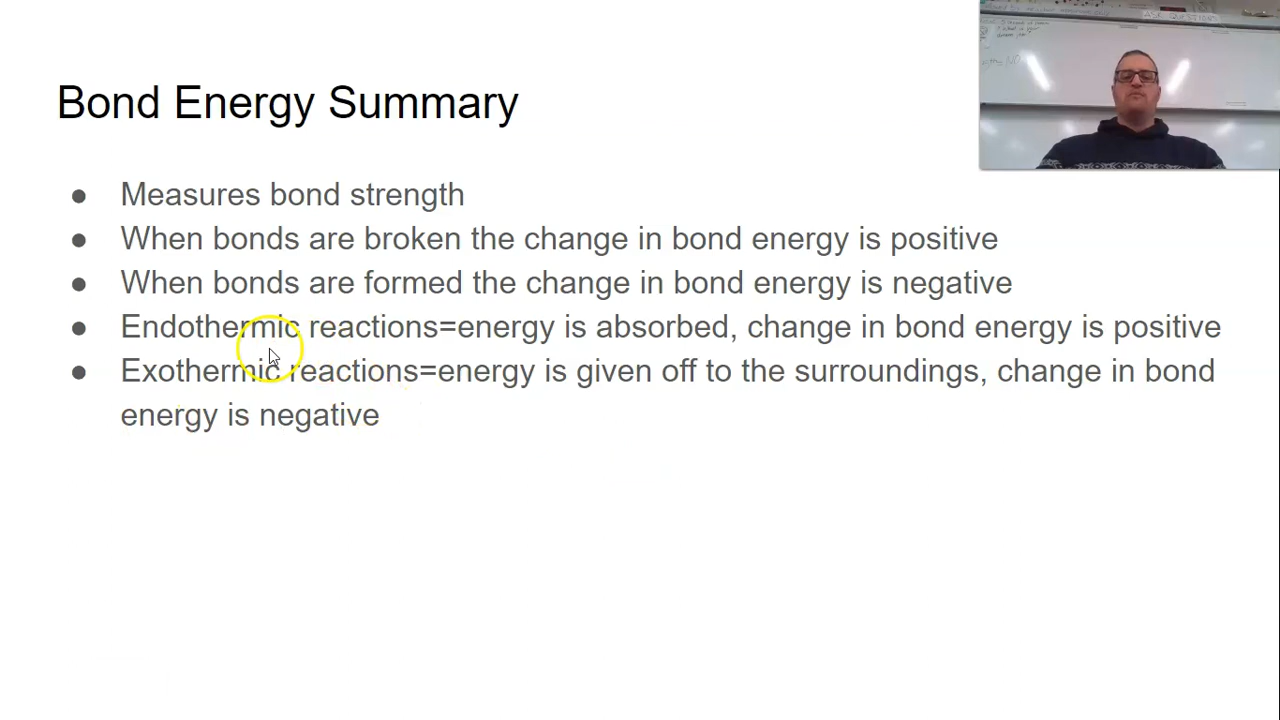 ASK QUESTIONS
Bond Energy Summary
● Measures bond strength
● When bonds are broken the change in bond energy is positive
● When bonds are formed the change in bond energy is negative
● Endothermic reactions=energy is absorbed, change in bond energy is positive
● Exothermic reactions=energy is given off to the surroundings, change in bond
energy is negative